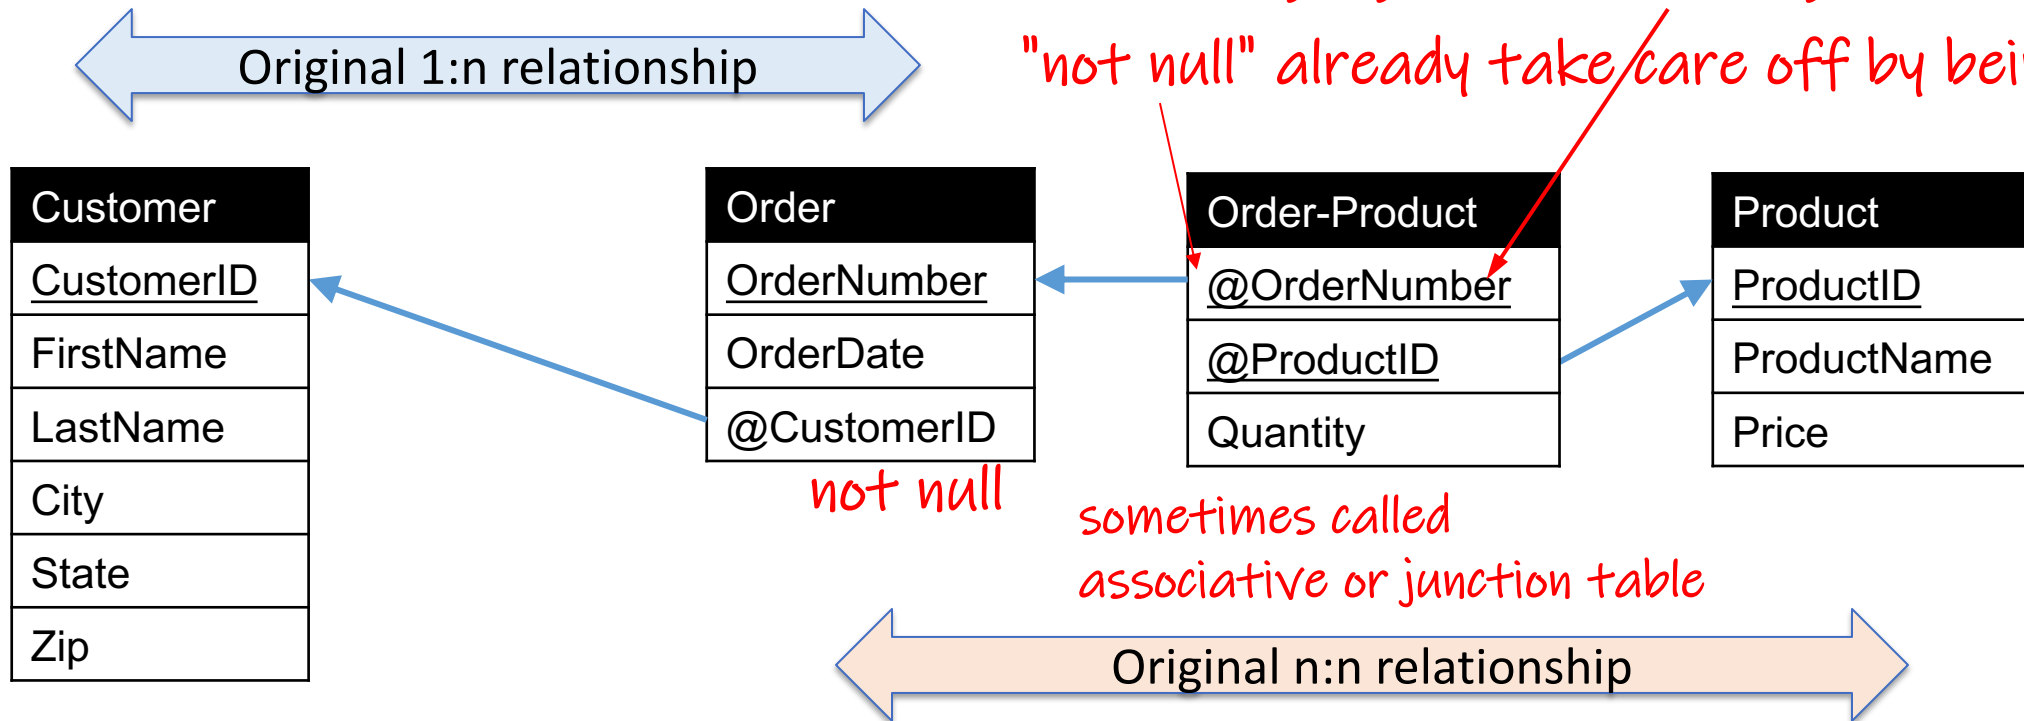 Original 1:n relationship
"not null" already take care off by
Customer
CustomerID
FirstName
LastName
City
State
Zip
Order
OrderNumber
OrderDate
@CustomerID
not null
Order-Product
@OrderNumber
@ProductID
Quantity
sometimes called
associative or junction table
Product
ProductID
ProductName
Price
Original n:n relationship